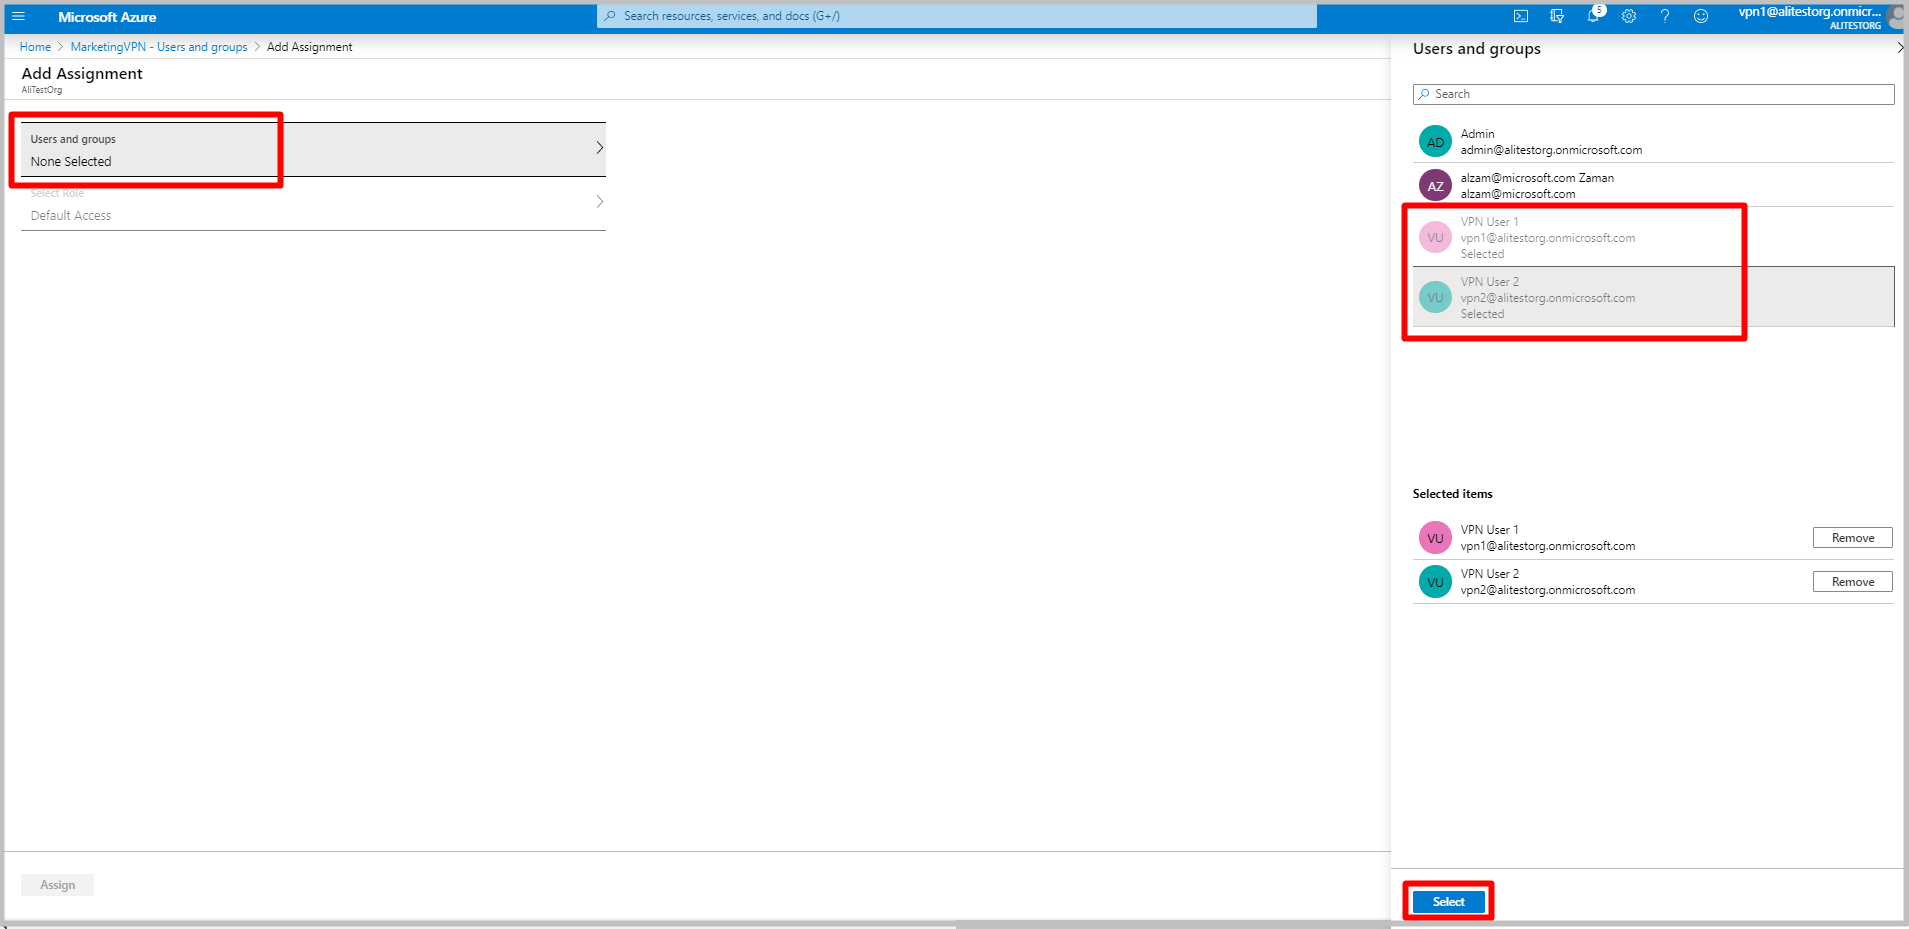 Microsoft Azure
Search resources, services, and docs (G+/)
5
vpn1@alitestorg.onmicr...
ALITESTORG
Home > MarketingVPN - Users and groups > Add Assignment
Add Assignment
AliTestOrg
Users and groups
None Selected
Select Role
Default Access
Assign
Users and groups
Search
AD
Admin
admin@alitestorg.onmicrosoft.com
AZ
alzam@microsoft.com Zaman
alzam@microsoft.com
VU
VPN User 1
vpn1@alitestorg.onmicrosoft.com
Selected
VU
VPN User 2
vpn2@alitestorg.onmicrosoft.com
Selected
Selected items
VU
VPN User 1
vpn1@alitestorg.onmicrosoft.com
Remove
VU
VPN User 2
vpn2@alitestorg.onmicrosoft.com
Remove
Select